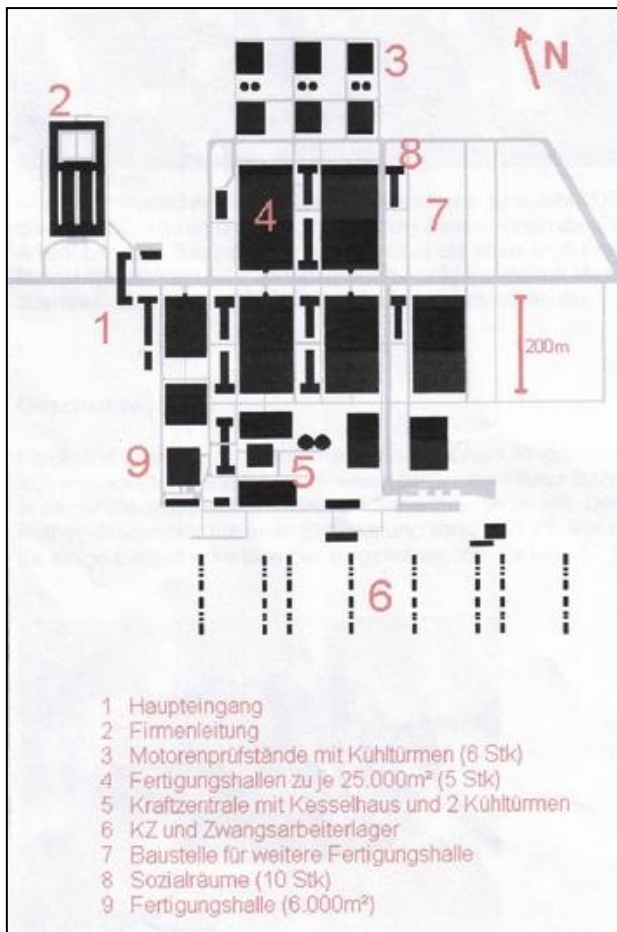 N
3
2
8
4
7
1
200m
9
5
6
1 Haupteingang
2 Firmenleitung
3 Motorenprüfstände mit Kühltürmen (6 Stk)
4 Fertigungshallen zu je 25.000m² (5 Stk)
5 Kraftzentrale mit Kesselhaus und 2 Kühltürmen
6 KZ und Zwangsarbeiterlager
7 Baustelle für weitere Fertigungshalle
8 Sozialräume (10 Stk)
9 Fertigungshalle (6.000m²)